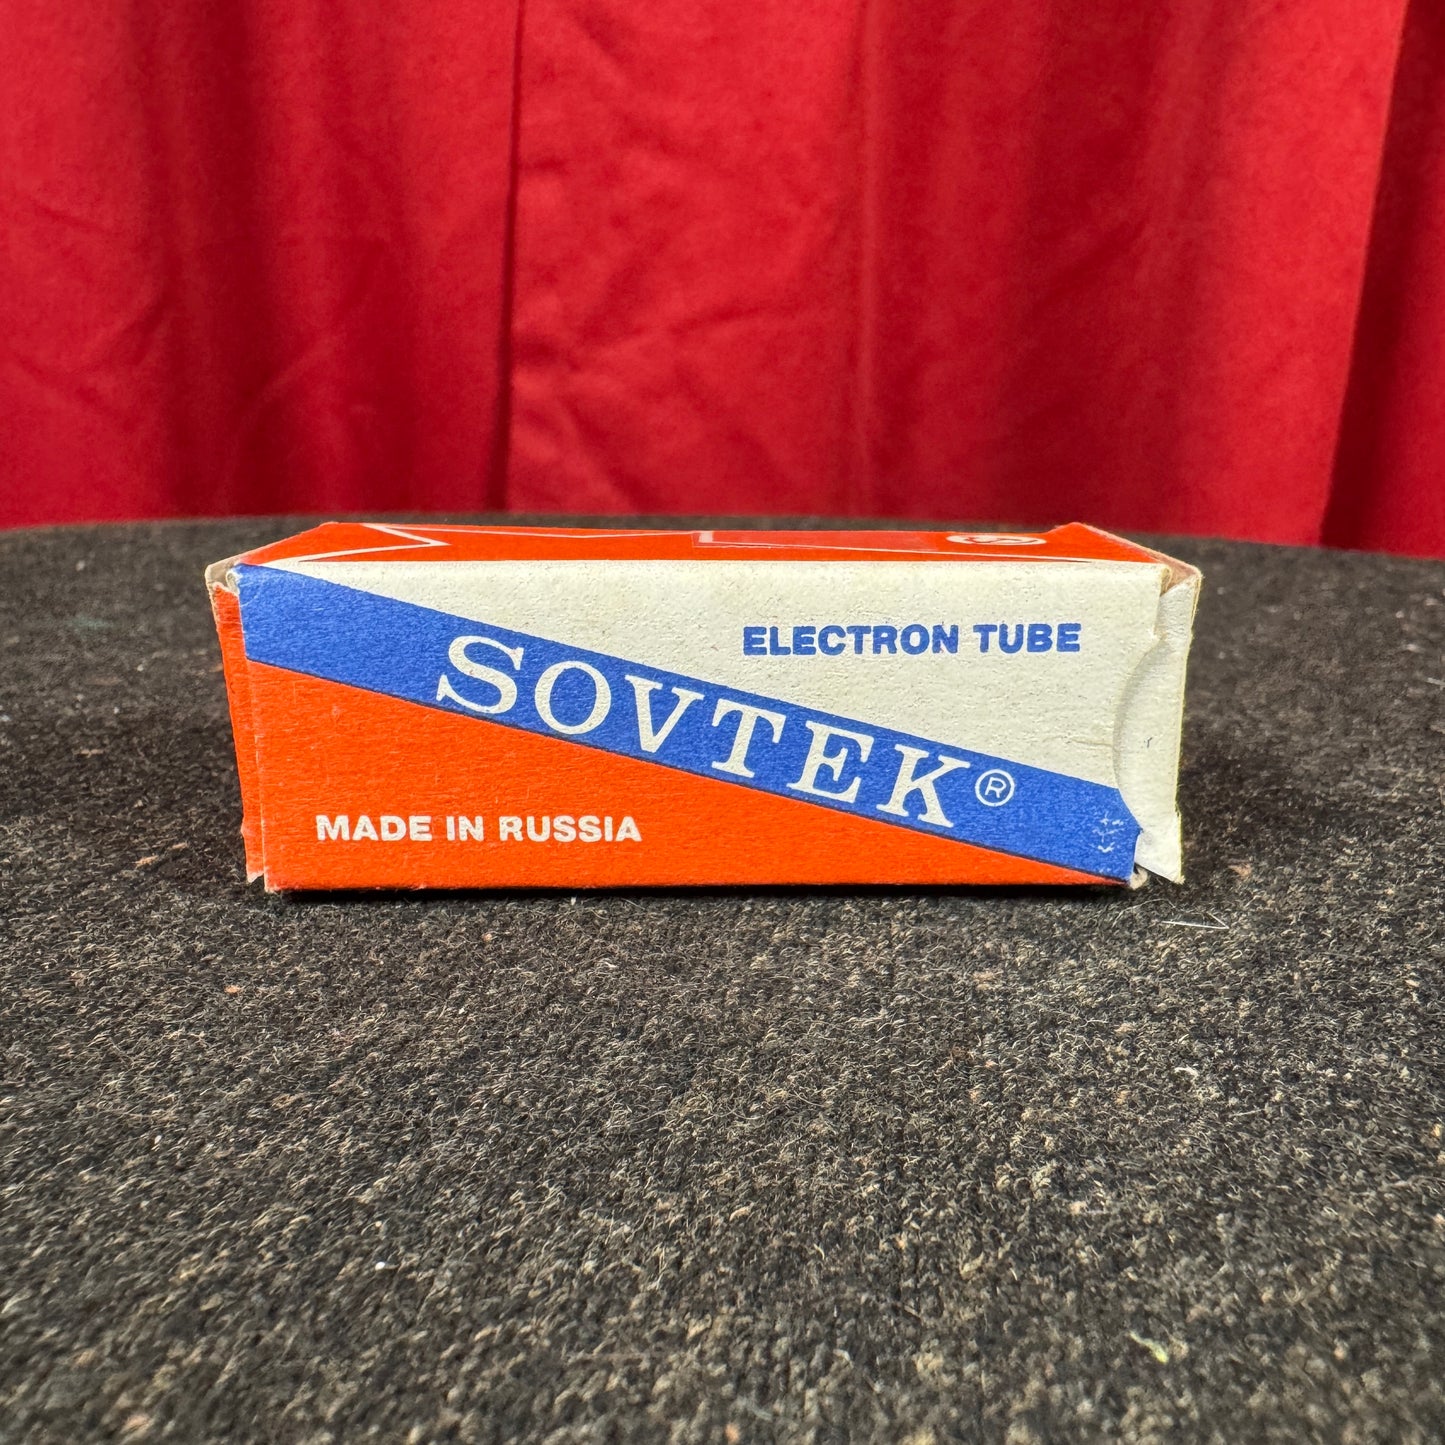 ELECTRON TUBE
SOVTEK®
MADE IN RUSSIA